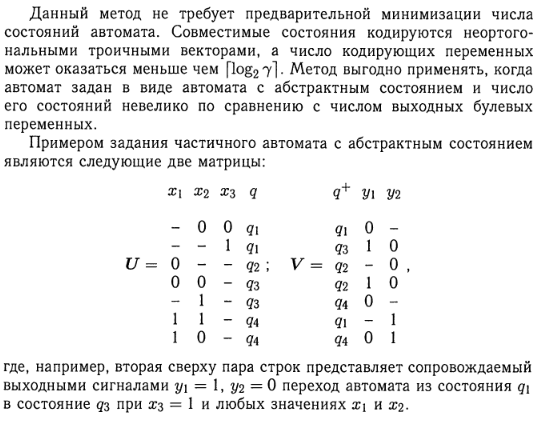 Данный метод не требует предварительной минимизации числа
состояний автомата. Совместимые состояния кодируются неортого-
нальными троичными векторами, а число кодирующих переменных
может оказаться меньше чем ⌈log₂ γ⌉. Метод выгодно применять, когда
автомат задан в виде автомата с абстрактным состоянием и число
его состояний невелико по сравнению с числом выходных булевых
переменных.
Примером задания частичного автомата с абстрактным состоянием
являются следующие две матрицы:
x₁ x₂ x₃ q    q⁺ y₁ y₂
– 0 0 q₁    q₁ 0 –
– – 1 q₁    q₃ 1 0
U = 0 – – q₂ ; V = q₂ – 0 ,
0 0 – q₃    q₂ 1 0
– 1 – q₃    q₄ 0 –
1 1 – q₄    q₁ – 1
1 0 – q₄    q₄ 0 1
где, например, вторая сверху пара строк представляет сопровождаемый
выходными сигналами y₁ = 1, y₂ = 0 переход автомата из состояния q₁
в состояние q₃ при x₃ = 1 и любых значениях x₁ и x₂.